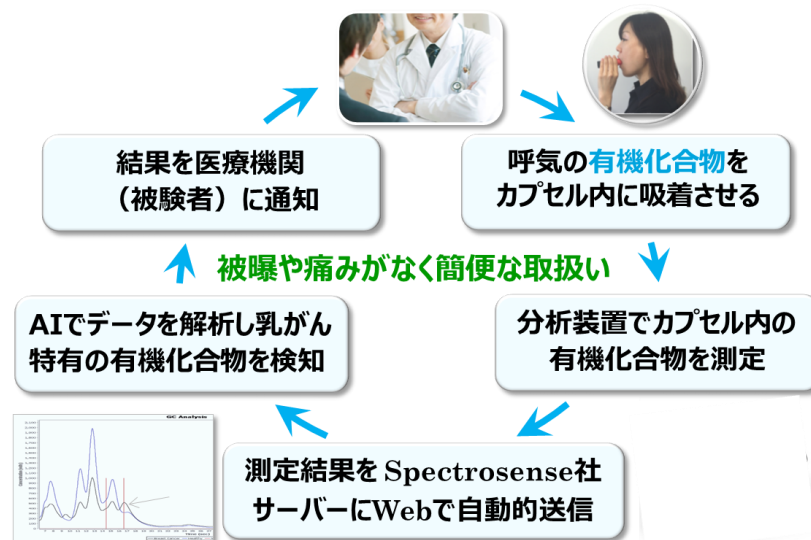 結果を医療機関
（被験者）に通知
呼気の有機化合物を
カプセル内に吸着させる
被曝や痛みがなく簡便な取扱い
AIでデータを解析し乳がん
特有の有機化合物を検知
分析装置でカプセル内の
有機化合物を測定
測定結果を Spectrosense社
サーバーにWebで自動的送信
GC Analysis